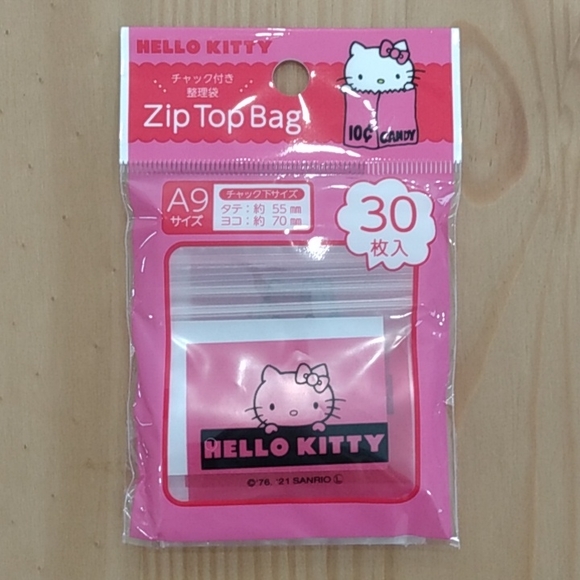 HELLO KITTY
チャック付き
整理袋
Zip Top Bag
10¢ CANDY
A9
サイズ
チャック下サイズ
タテ：約 55 ㎜
ヨコ：約 70 ㎜
30
枚入
HELLO KITTY
©'76, '21 SANRIO Ⓛ